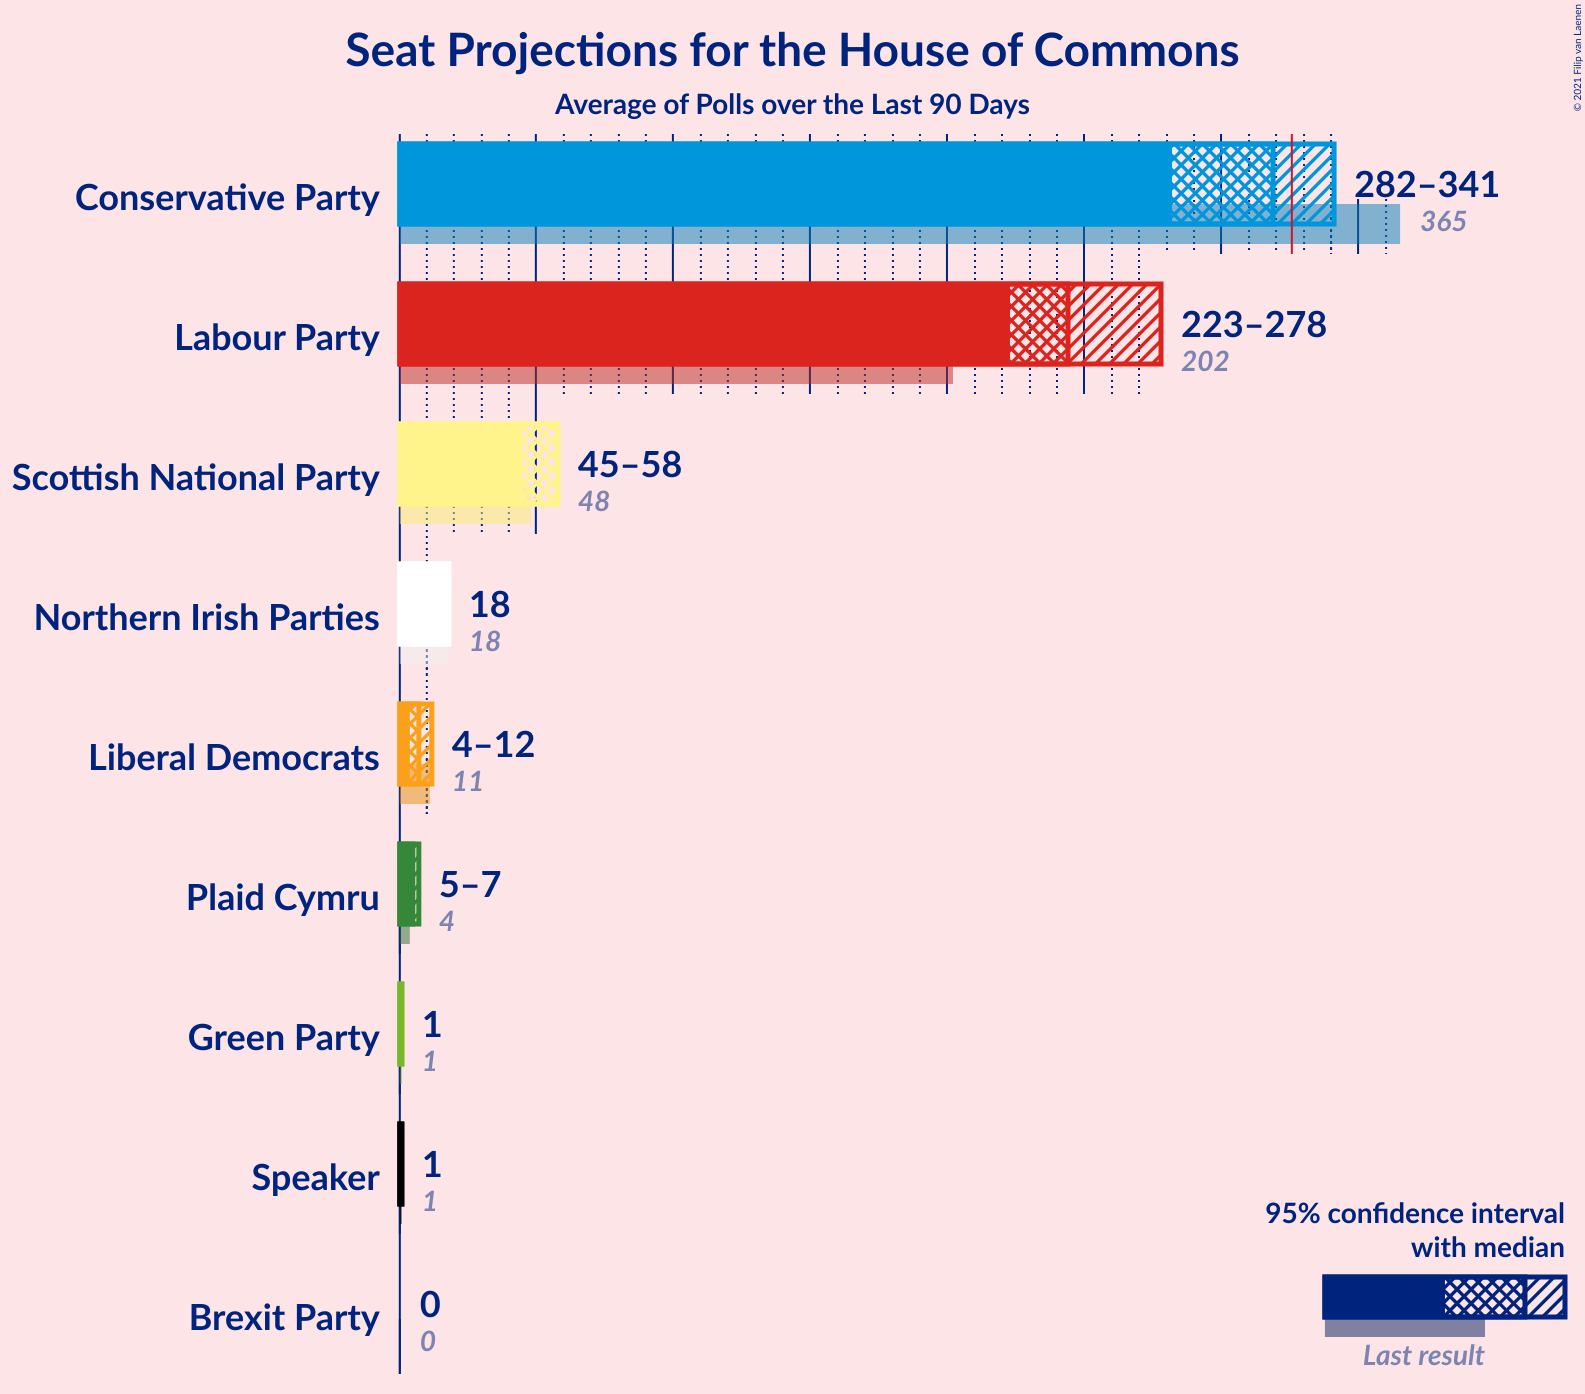 Seat Projections for the House of Commons
Average of Polls over the Last 90 Days
© 2021 Filip van Laenen
Conservative Party
282–341
365
Labour Party
223–278
202
Scottish National Party
45–58
48
Northern Irish Parties
18
18
Liberal Democrats
4–12
11
Plaid Cymru
5–7
4
Green Party
1
1
Speaker
1
1
Brexit Party
0
0
95% confidence interval
with median
Last result